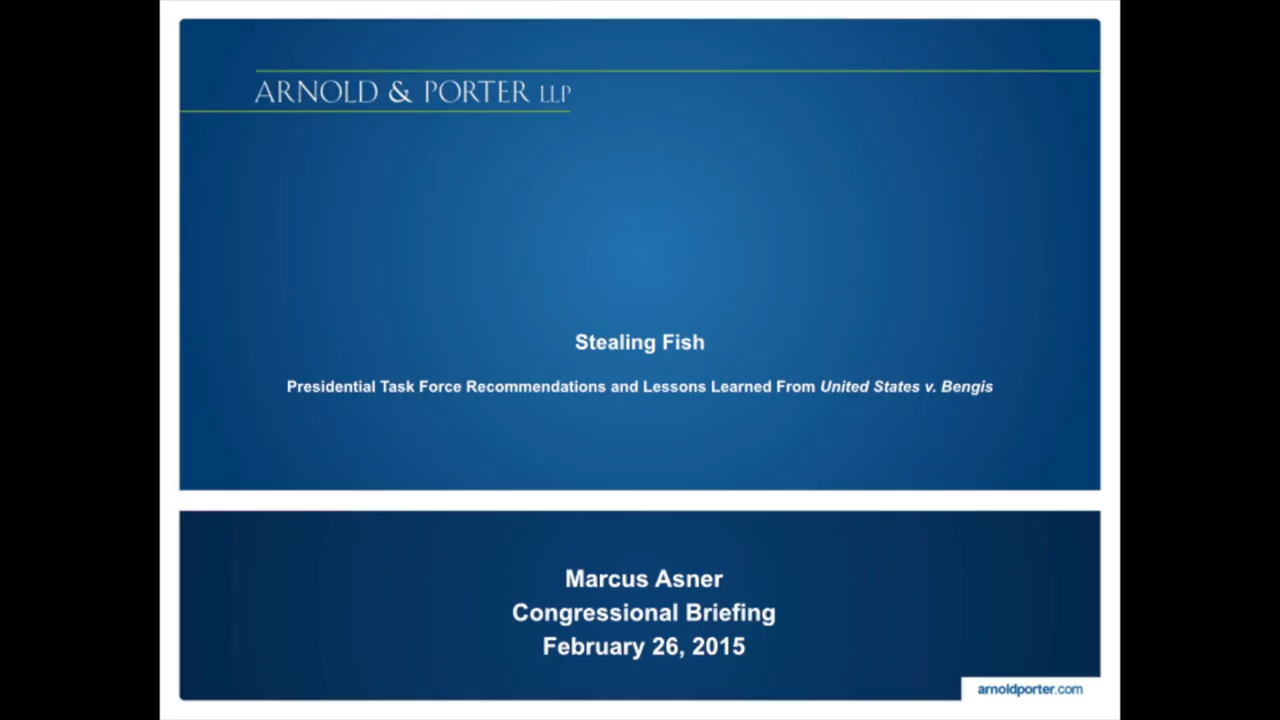 ARNOLD & PORTER LLP
Stealing Fish
Presidential Task Force Recommendations and Lessons Learned From United States v. Bengis
Marcus Asner
Congressional Briefing
February 26, 2015
arnoldporter.com